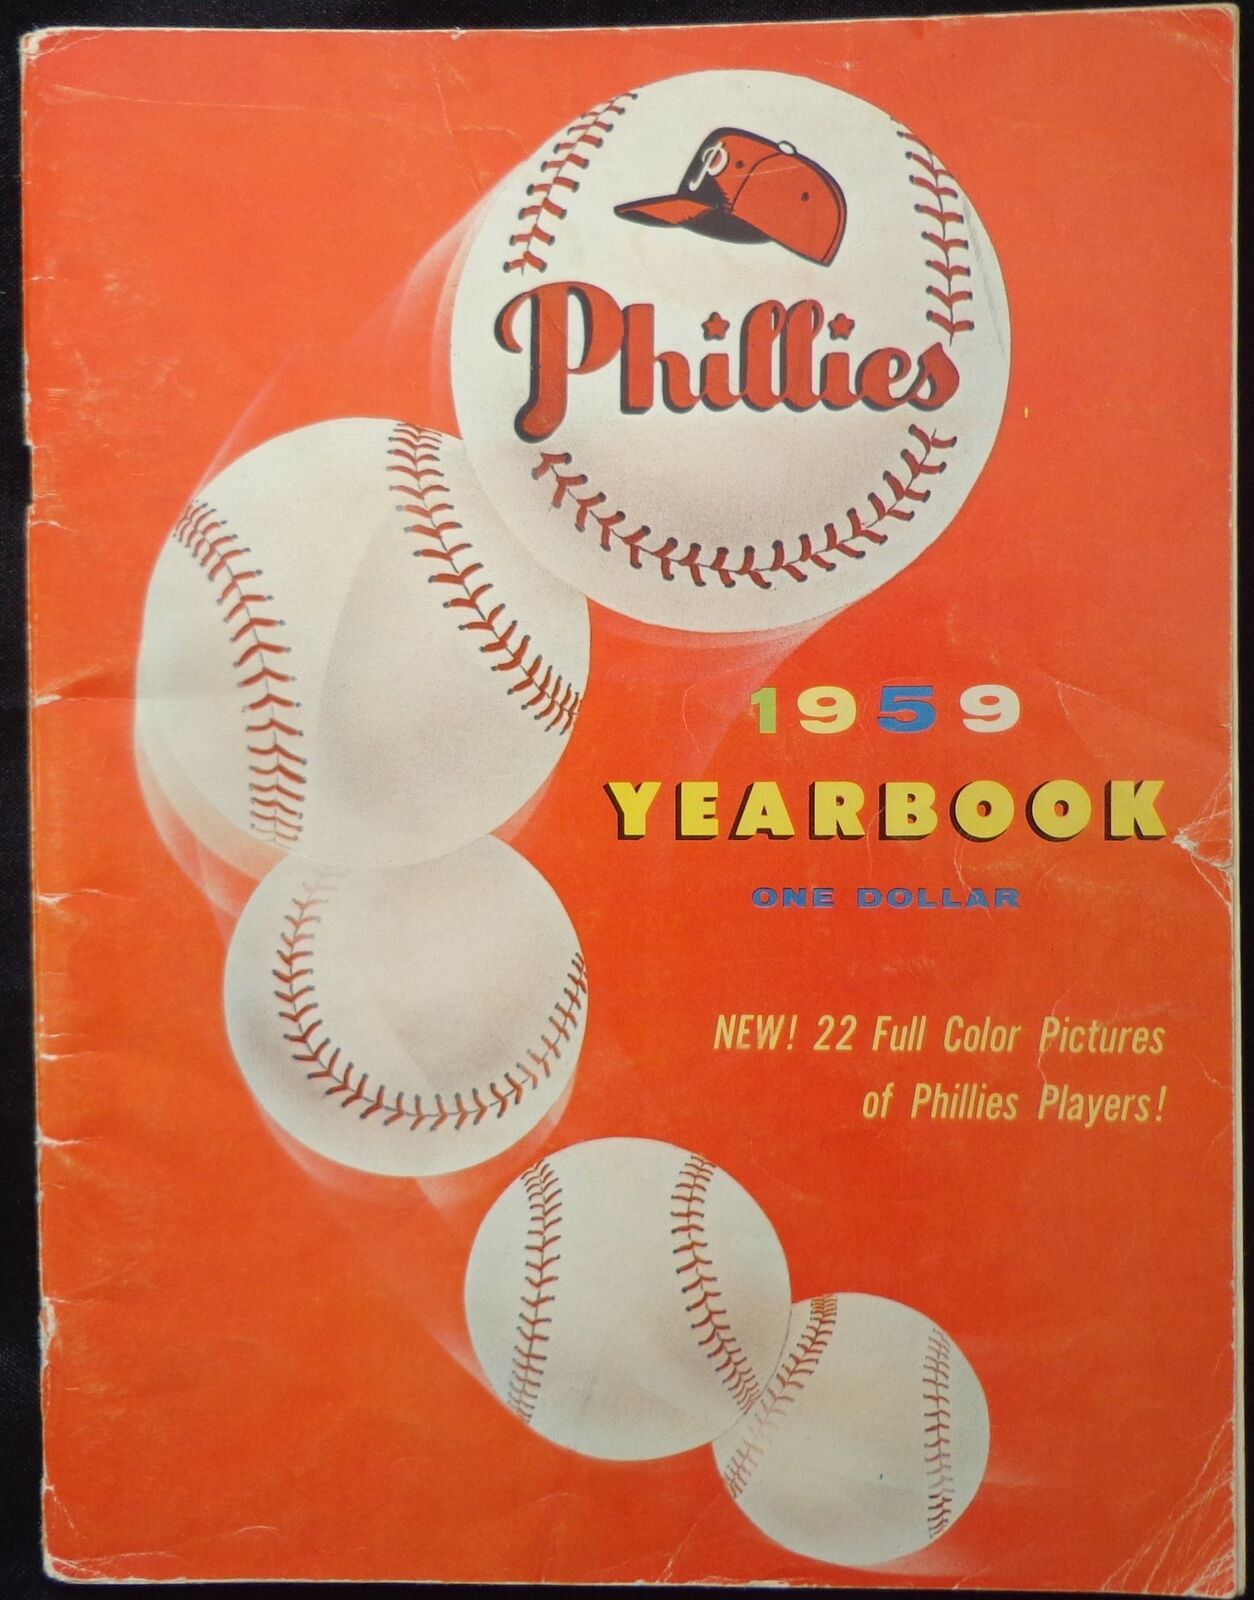 P
Phillies
1959
YEARBOOK
ONE DOLLAR
NEW! 22 Full Color Pictures
of Phillies Players!